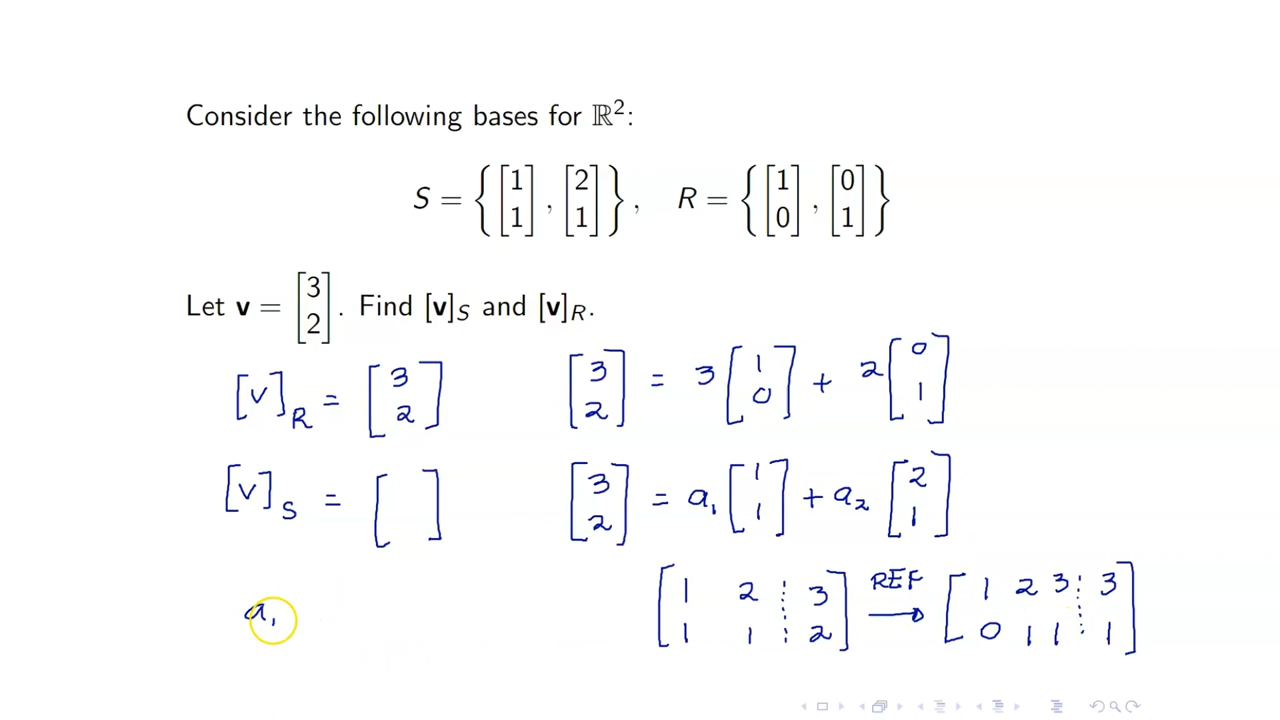 Consider the following bases for ℝ²:
S = { [1; 1] , [2; 1] } , R = { [1; 0] , [0; 1] }
Let v = [3; 2] . Find [v]_S and [v]_R.
[v]_R = [3; 2]   [3; 2] = 3 [1; 0] + 2 [0; 1]
[v]_S = [ ]   [3; 2] = a₁ [1; 1] + a₂ [2; 1]
a₁   [1 2 ⋮ 3; 1 1 ⋮ 2] REF → [1 2 3 ⋮ 3; 0 1 1 ⋮ 1]